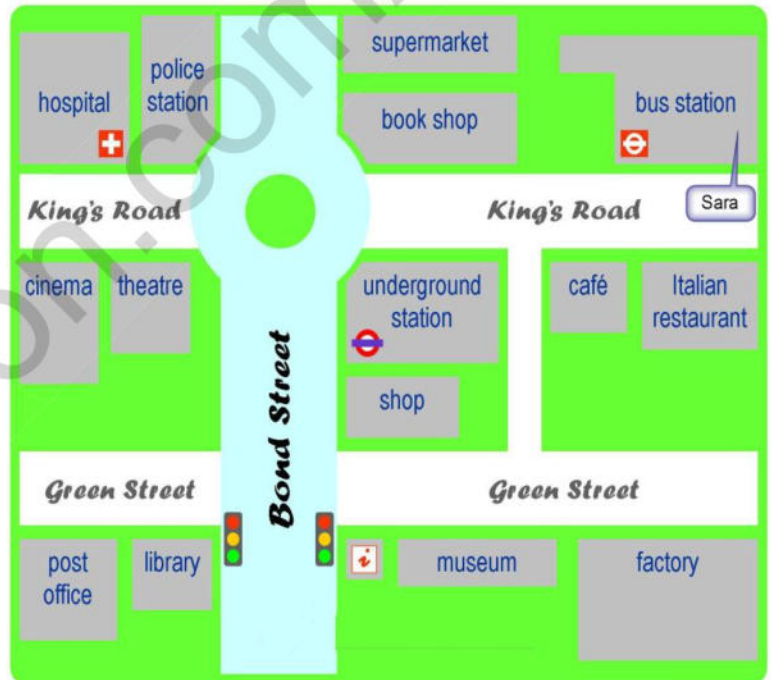 supermarket
police
station
hospital
book shop
bus station
King's Road
King's Road
Sara
cinema
theatre
underground
station
café
Italian
restaurant
Bond Street
shop
Green Street
Green Street
post
office
library
i
museum
factory